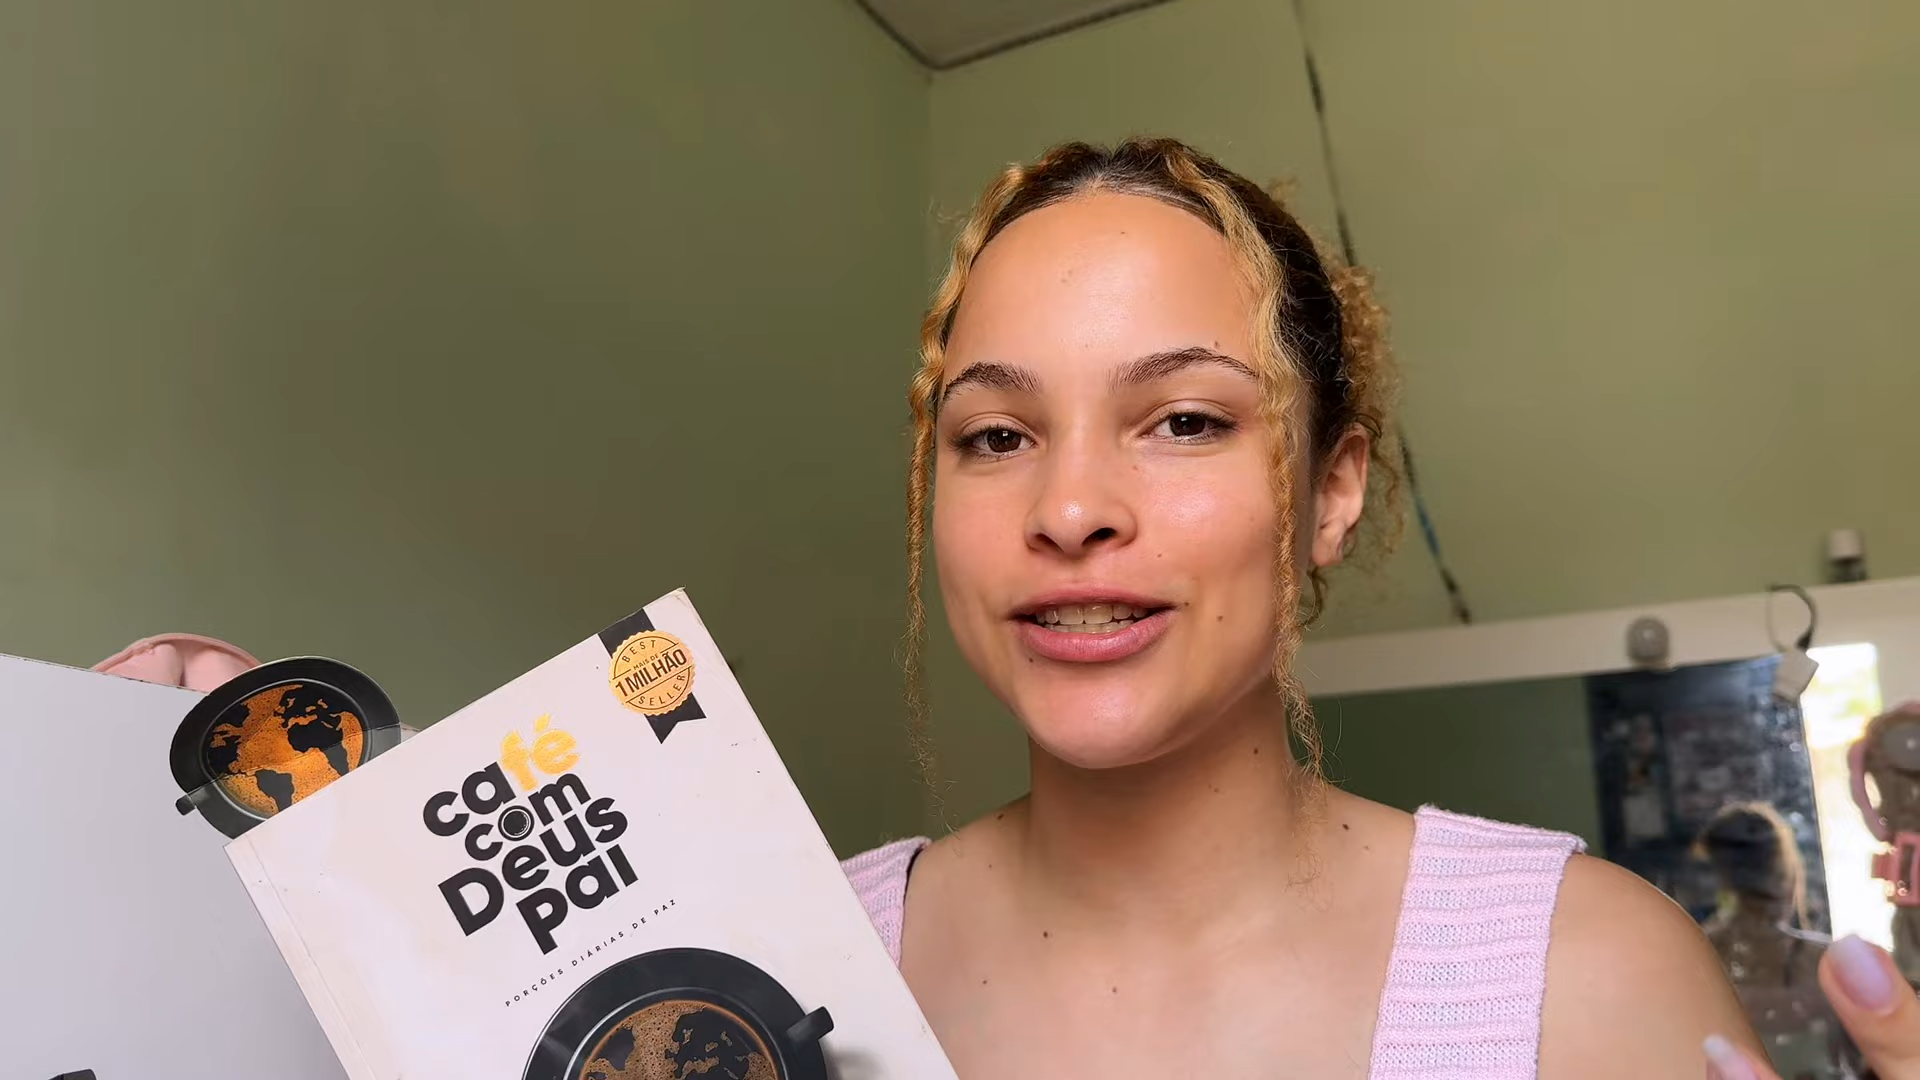 BEST
MAIS DE
1 MILHÃO
SELLER
café
com
Deus
pai
PORÇÕES DIÁRIAS DE PAZ